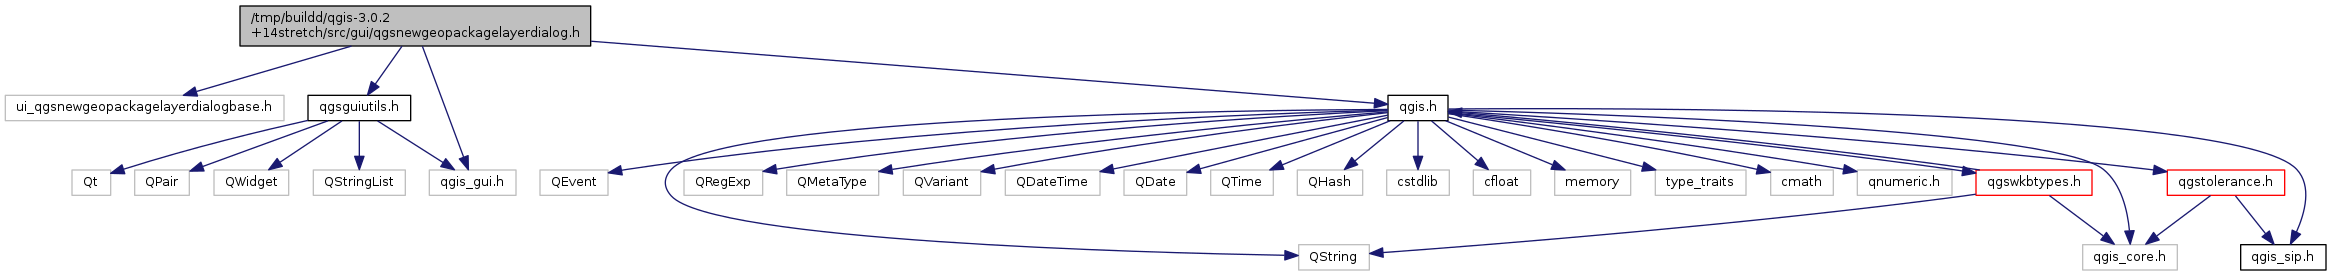 /tmp/buildd/qgis-3.0.2
+14stretch/src/gui/qgsnewgeopackagelayerdialog.h
ui_qgsnewgeopackagelayerdialogbase.h
qgsguiutils.h
qgis.h
Qt
QPair
QWidget
QStringList
qgis_gui.h
QEvent
QRegExp
QMetaType
QVariant
QDateTime
QDate
QTime
QHash
cstdlib
cfloat
memory
type_traits
cmath
qnumeric.h
qgswkbtypes.h
qgstolerance.h
QString
qgis_core.h
qgis_sip.h